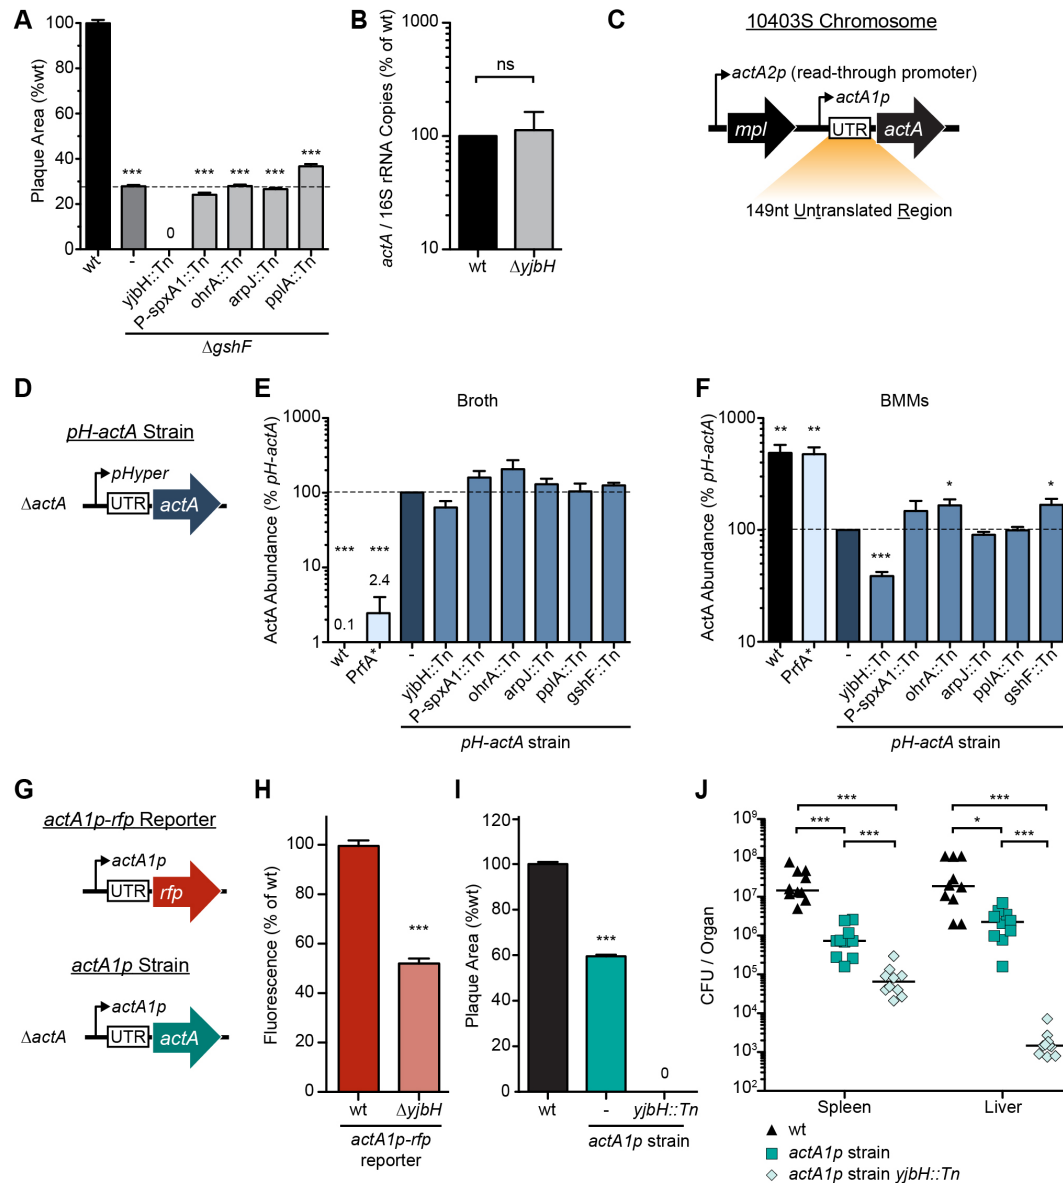 A
Plaque Area (%wt)
100
80
60
40
20
0
***
0
***
***
***
***
wt
-
yjbH::Tn
P-spxA1::Tn
ohrA::Tn
arpJ::Tn
pplA::Tn
ΔgshF
B
actA / 16S rRNA Copies (% of wt)
1000
100
10
ns
wt
ΔyjbH
C
10403S Chromosome
actA2p (read-through promoter)
actA1p
mpl
UTR
actA
149nt Untranslated Region
D
pH-actA Strain
pHyper
ΔactA
UTR
actA
E
Broth
ActA Abundance (% pH-actA)
1000
100
10
1
***
***
2.4
0.1
wt
PrfA*
-
yjbH::Tn
P-spxA1::Tn
ohrA::Tn
arpJ::Tn
pplA::Tn
gshF::Tn
pH-actA strain
F
BMMs
ActA Abundance (% pH-actA)
1000
100
10
**
**
***
*
*
wt
PrfA*
-
yjbH::Tn
P-spxA1::Tn
ohrA::Tn
arpJ::Tn
pplA::Tn
gshF::Tn
pH-actA strain
G
actA1p-rfp Reporter
actA1p
UTR
rfp
actA1p Strain
actA1p
ΔactA
UTR
actA
H
Fluorescence (% of wt)
100
80
60
40
20
0
***
wt
ΔyjbH
actA1p-rfp
reporter
I
Plaque Area (%wt)
120
100
80
60
40
20
0
***
0
wt
-
yjbH::Tn
actA1p strain
J
CFU / Organ
10⁹
10⁸
10⁷
10⁶
10⁵
10⁴
10³
10²
***
***
***
***
*
***
Spleen
Liver
wt
actA1p strain
actA1p strain yjbH::Tn